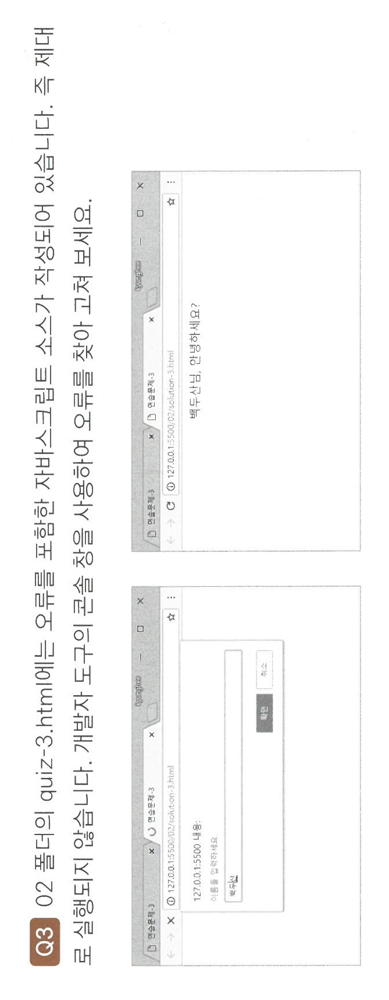 Q3 02 폴더의 quiz-3.html에는 오류를 포함한 자바스크립트 소스가 작성되어 있습니다. 즉 제대
로 실행되지 않습니다. 개발자 도구의 콘솔 창을 사용하여 오류를 찾아 고쳐 보세요.
kyunghee
연습문제-3
연습문제-3
127.0.0.1:5500/02/solution-3.html
127.0.0.1:5500 내용:
이름을 입력하세요
백두산
확인
취소
kyunghee
연습문제-3
연습문제-3
127.0.0.1:5500/02/solution-3.html
백두산님, 안녕하세요?